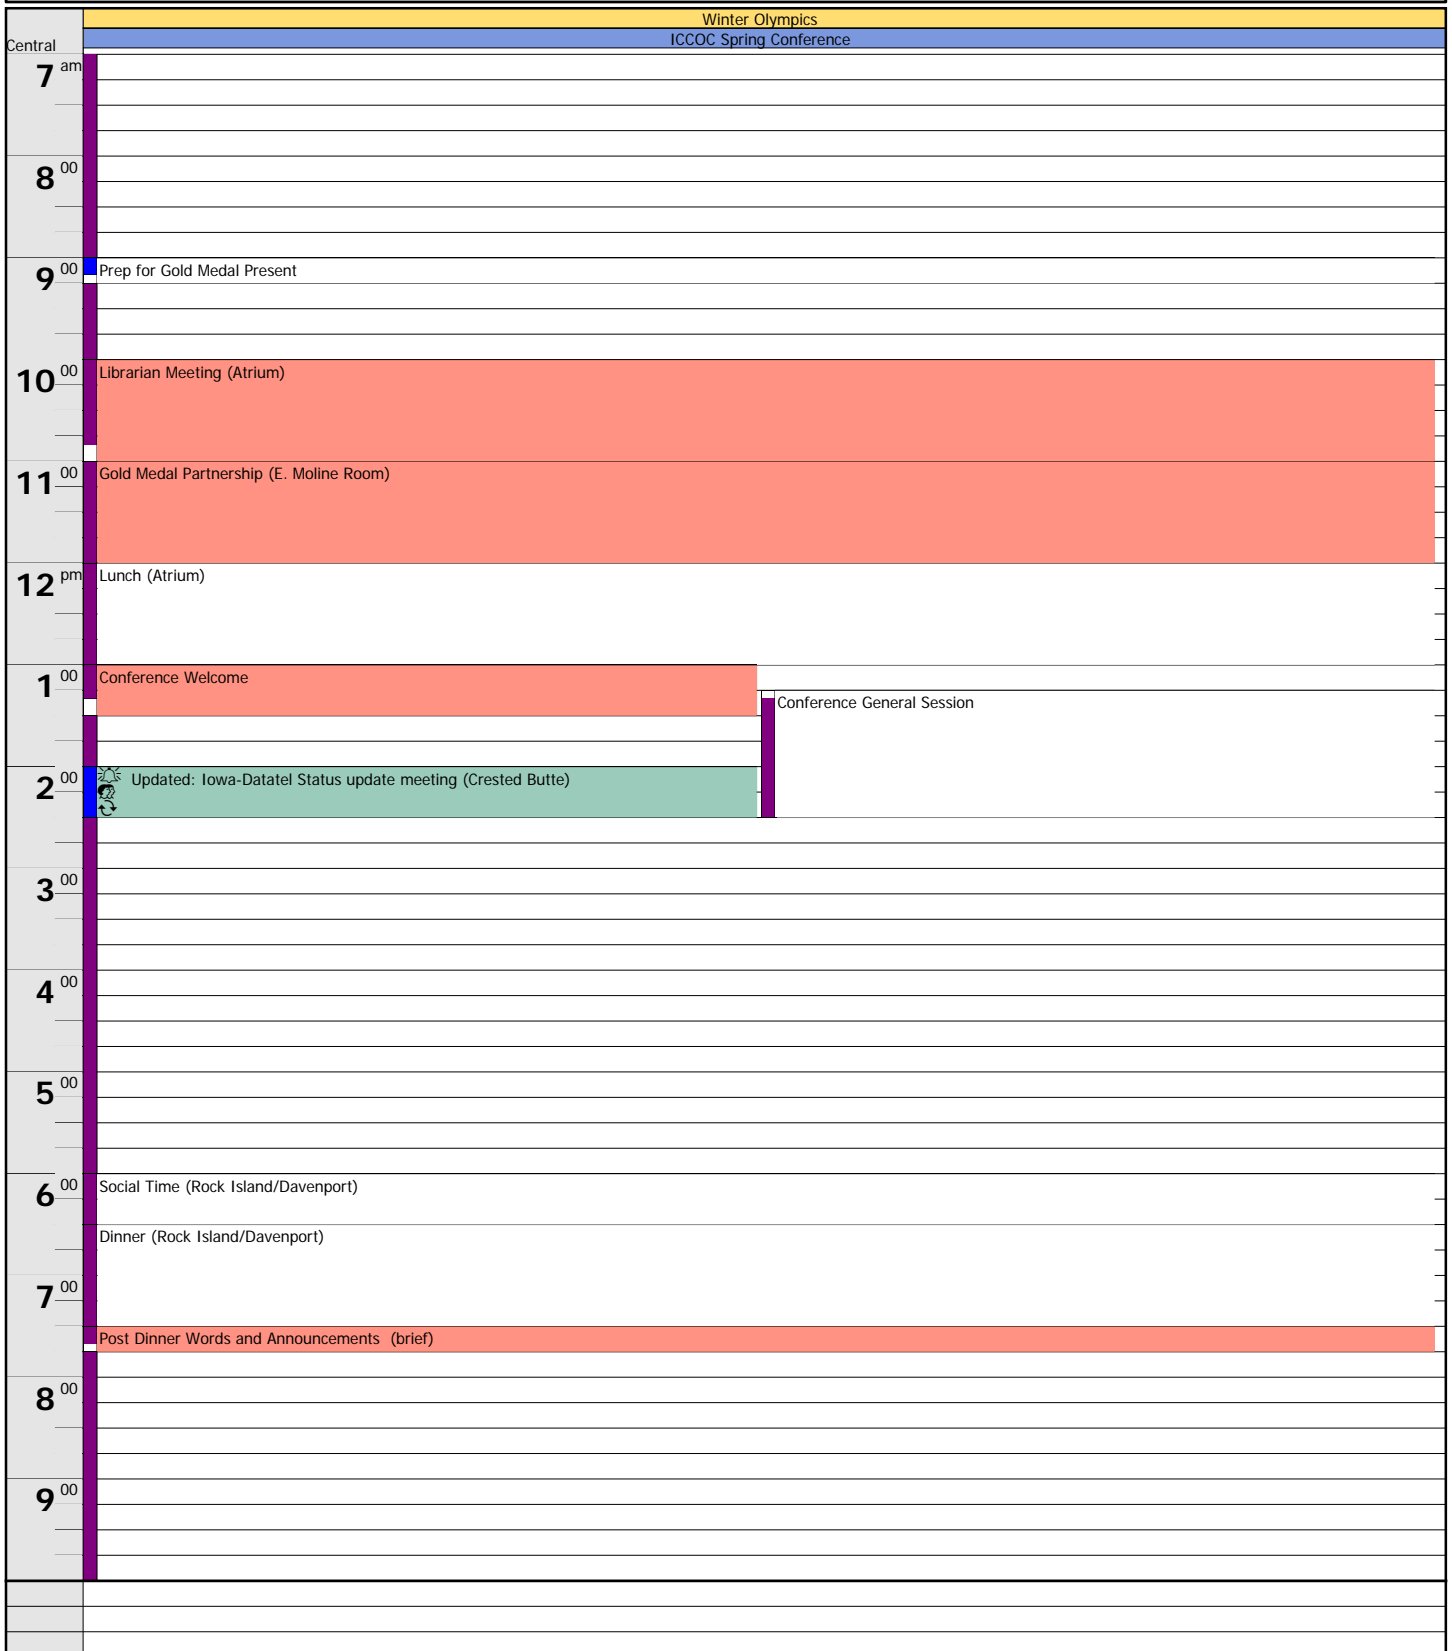 Winter Olympics
ICCOC Spring Conference
Central
7 am
8 00
9 00 Prep for Gold Medal Present
10 00 Librarian Meeting (Atrium)
11 00 Gold Medal Partnership (E. Moline Room)
12 pm Lunch (Atrium)
1 00 Conference Welcome
Conference General Session
2 00 Updated: Iowa-Datatel Status update meeting (Crested Butte)
3 00
4 00
5 00
6 00 Social Time (Rock Island/Davenport)
Dinner (Rock Island/Davenport)
7 00
Post Dinner Words and Announcements (brief)
8 00
9 00